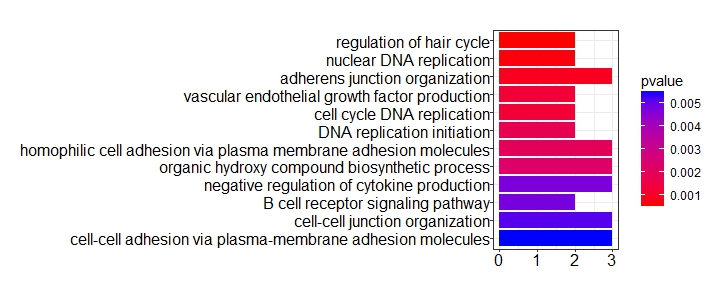 regulation of hair cycle
nuclear DNA replication
adherens junction organization
vascular endothelial growth factor production
cell cycle DNA replication
DNA replication initiation
homophilic cell adhesion via plasma membrane adhesion molecules
organic hydroxy compound biosynthetic process
negative regulation of cytokine production
B cell receptor signaling pathway
cell-cell junction organization
cell-cell adhesion via plasma-membrane adhesion molecules
0 1 2 3
pvalue
0.005
0.004
0.003
0.002
0.001